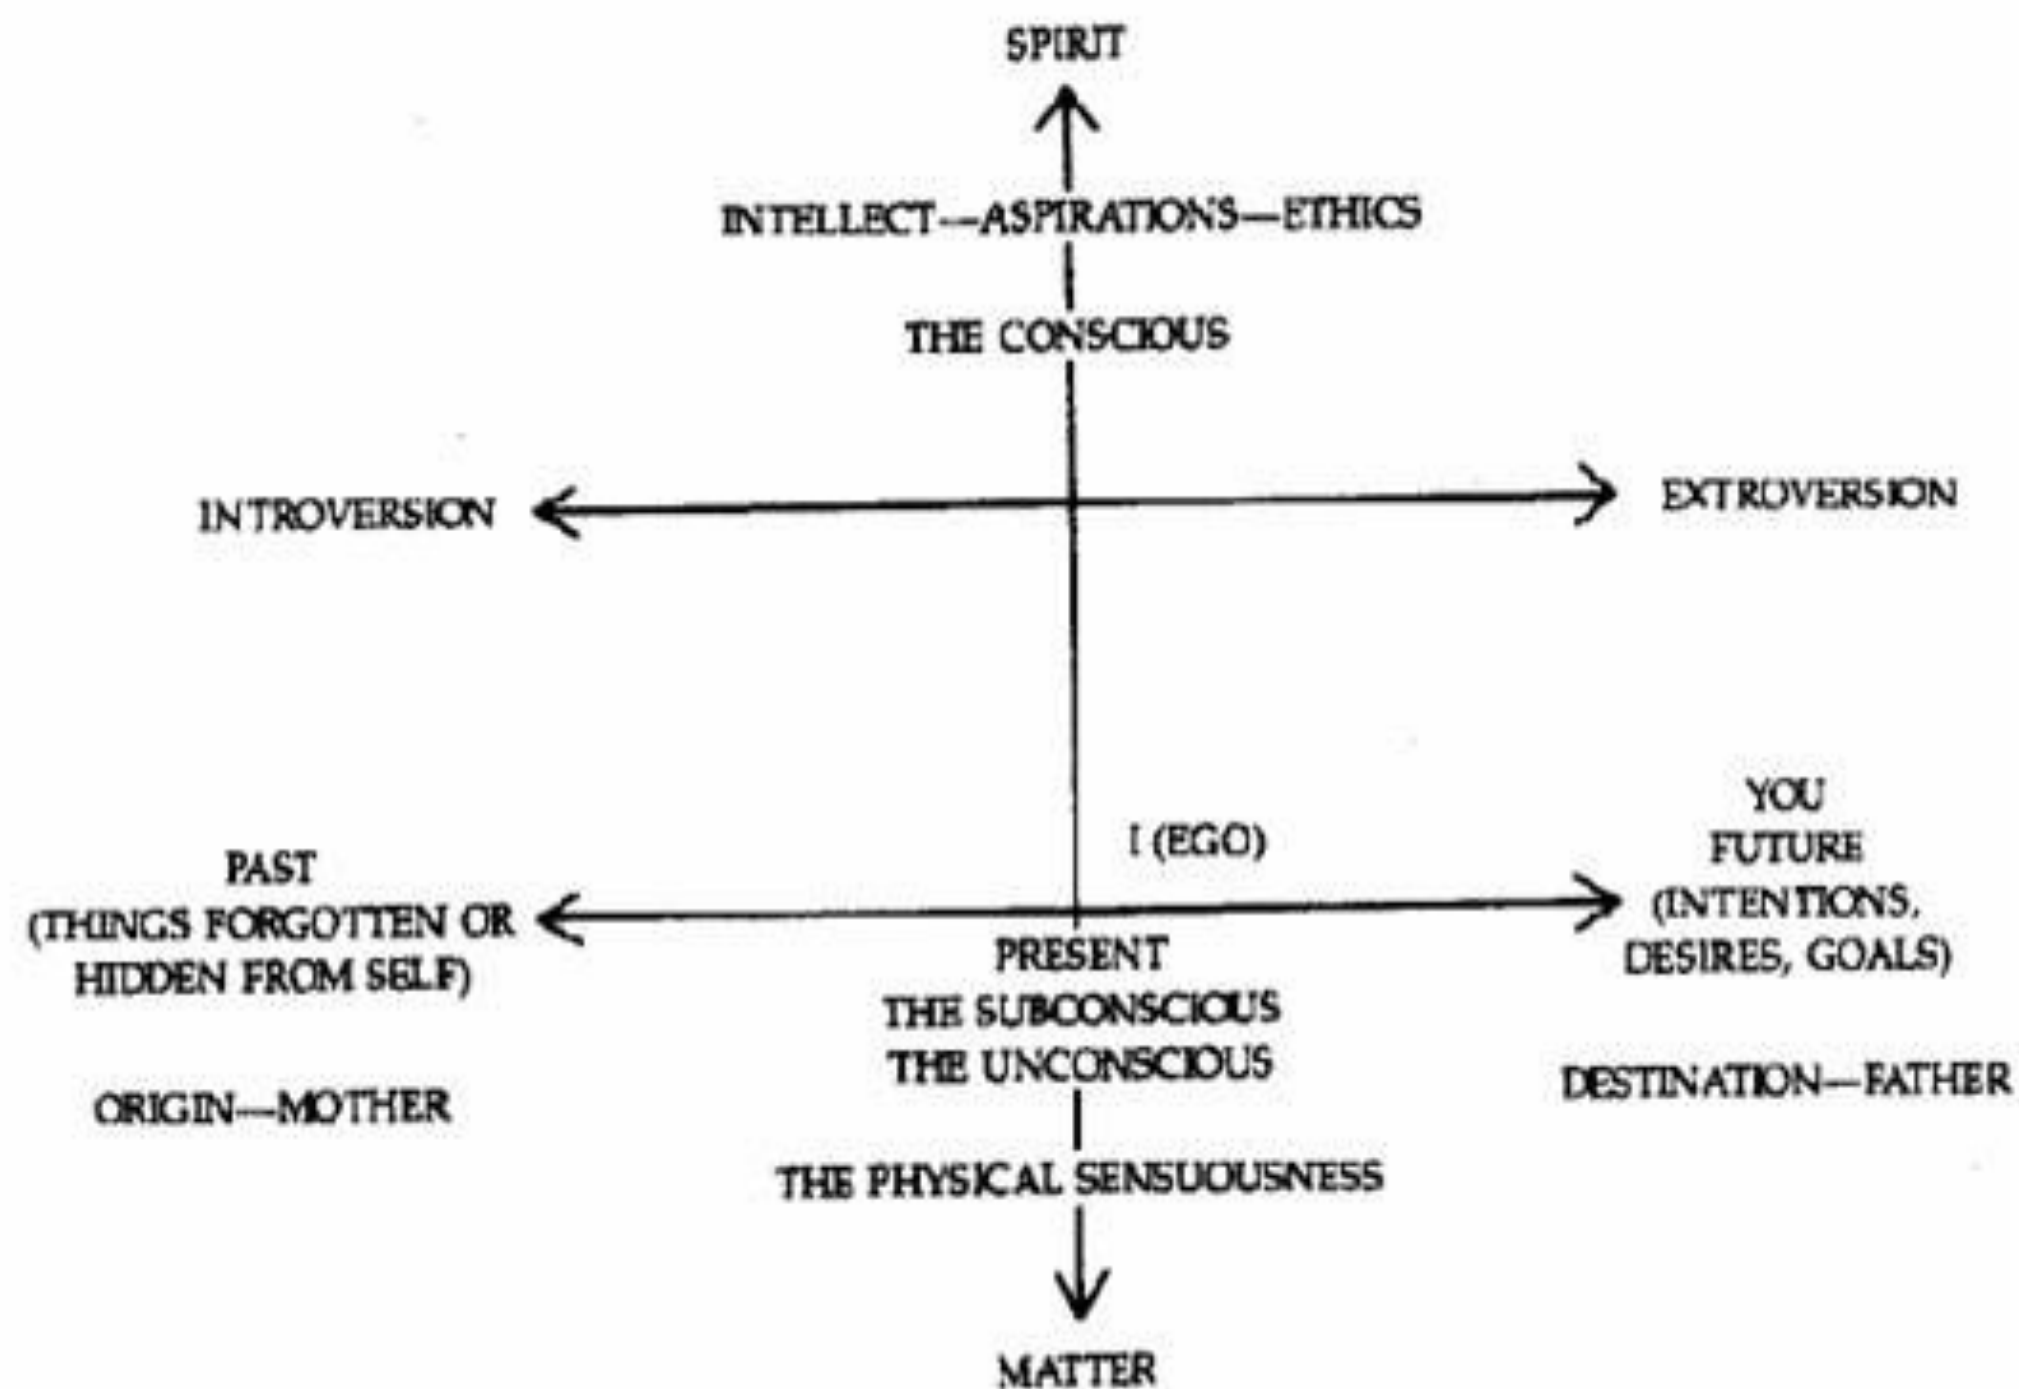 SPIRIT
INTELLECT—ASPIRATIONS—ETHICS
THE CONSCIOUS
INTROVERSION
EXTROVERSION
I (EGO)
YOU
FUTURE
(INTENTIONS,
DESIRES, GOALS)
PAST
(THINGS FORGOTTEN OR
HIDDEN FROM SELF)
PRESENT
THE SUBCONSCIOUS
THE UNCONSCIOUS
ORIGIN—MOTHER
DESTINATION—FATHER
THE PHYSICAL SENSUOUSNESS
MATTER